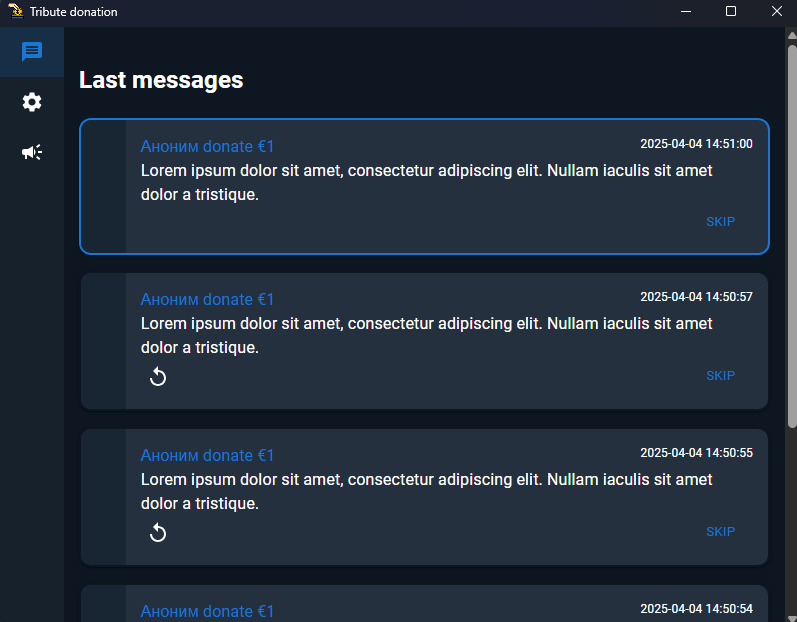 Tribute donation
Last messages
Аноним donate €1
2025-04-04 14:51:00
Lorem ipsum dolor sit amet, consectetur adipiscing elit. Nullam iaculis sit amet
dolor a tristique.
SKIP
Аноним donate €1
2025-04-04 14:50:57
Lorem ipsum dolor sit amet, consectetur adipiscing elit. Nullam iaculis sit amet
dolor a tristique.
SKIP
Аноним donate €1
2025-04-04 14:50:55
Lorem ipsum dolor sit amet, consectetur adipiscing elit. Nullam iaculis sit amet
dolor a tristique.
SKIP
Аноним donate €1
2025-04-04 14:50:54